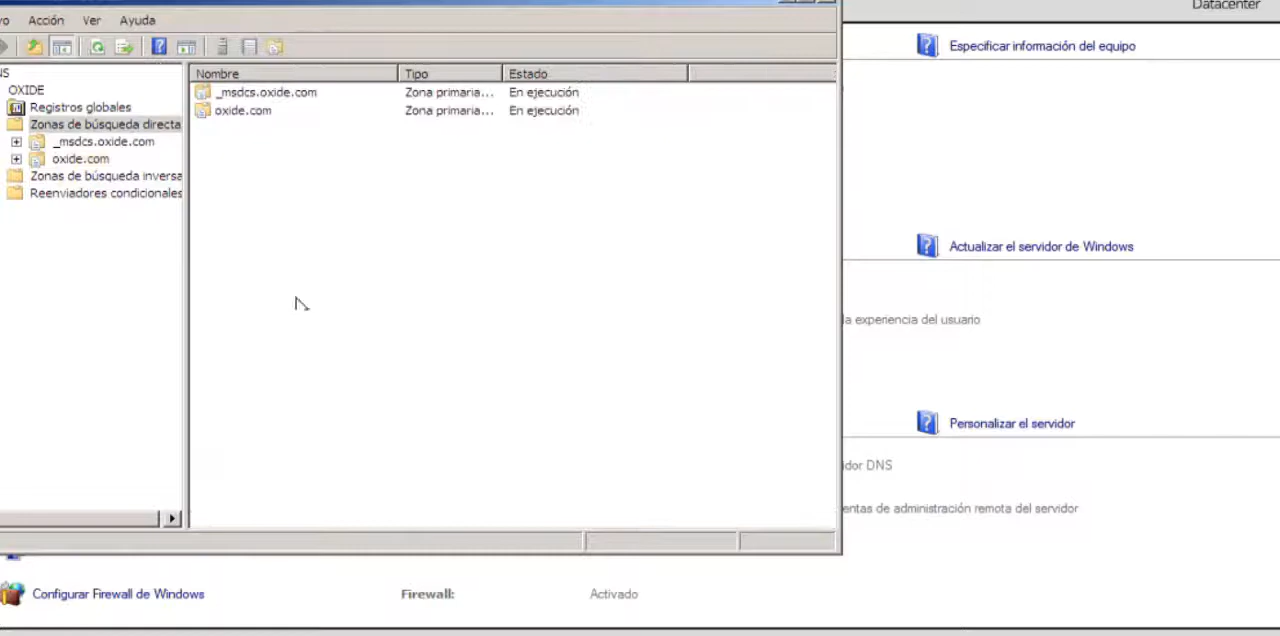 Datacenter
Acción Ver Ayuda
OXIDE
Registros globales
Zonas de búsqueda directa
_msdcs.oxide.com
oxide.com
Zonas de búsqueda inversa
Reenviadores condicionales
Nombre Tipo Estado
_msdcs.oxide.com Zona primaria... En ejecución
oxide.com Zona primaria... En ejecución
Especificar información del equipo
Actualizar el servidor de Windows
la experiencia del usuario
Personalizar el servidor
idor DNS
entas de administración remota del servidor
Configurar Firewall de Windows Firewall: Activado